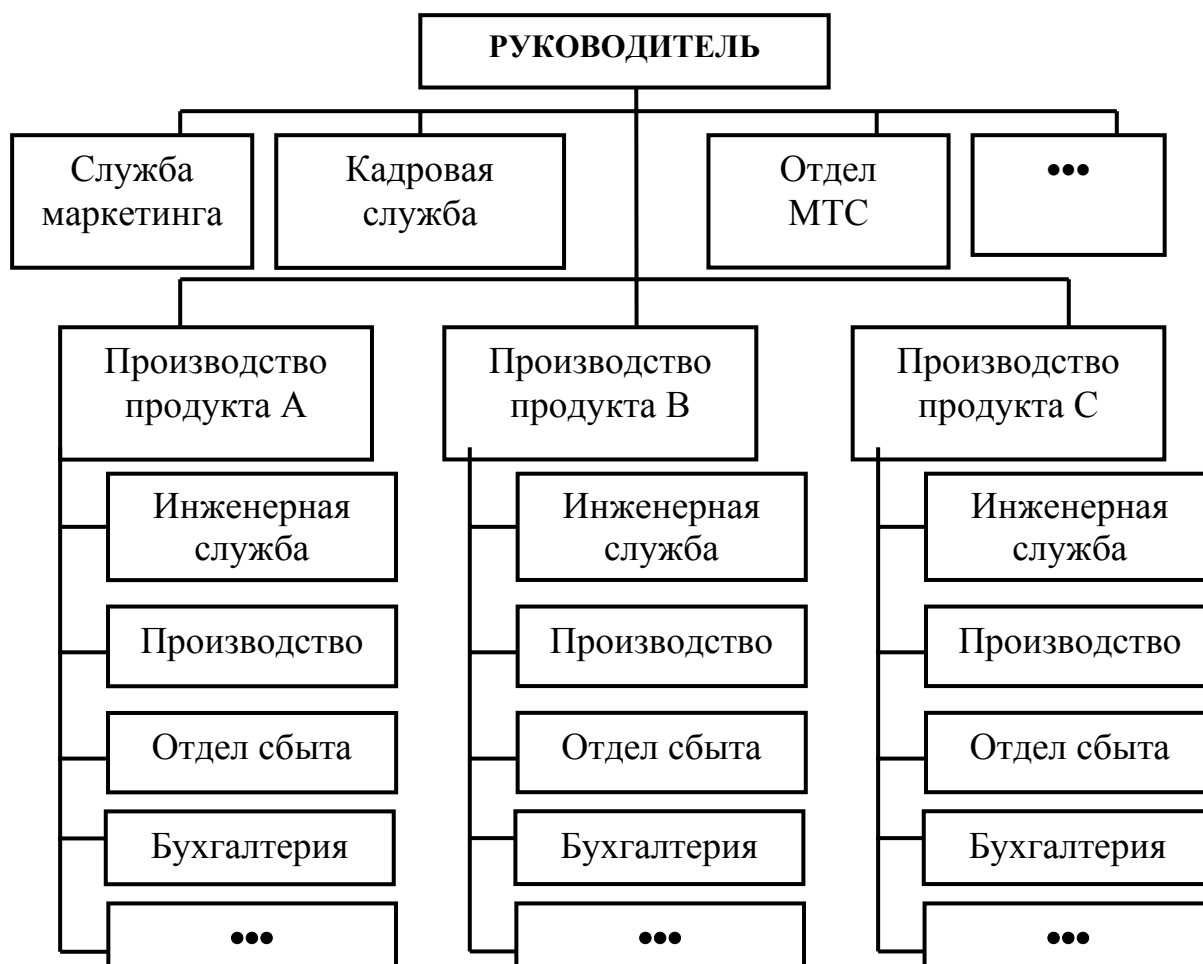 РУКОВОДИТЕЛЬ
Служба
маркетинга
Кадровая
служба
Отдел
МТС
•••
Производство
продукта А
Производство
продукта В
Производство
продукта С
Инженерная
служба
Инженерная
служба
Инженерная
служба
Производство
Производство
Производство
Отдел сбыта
Отдел сбыта
Отдел сбыта
Бухгалтерия
Бухгалтерия
Бухгалтерия
•••
•••
•••